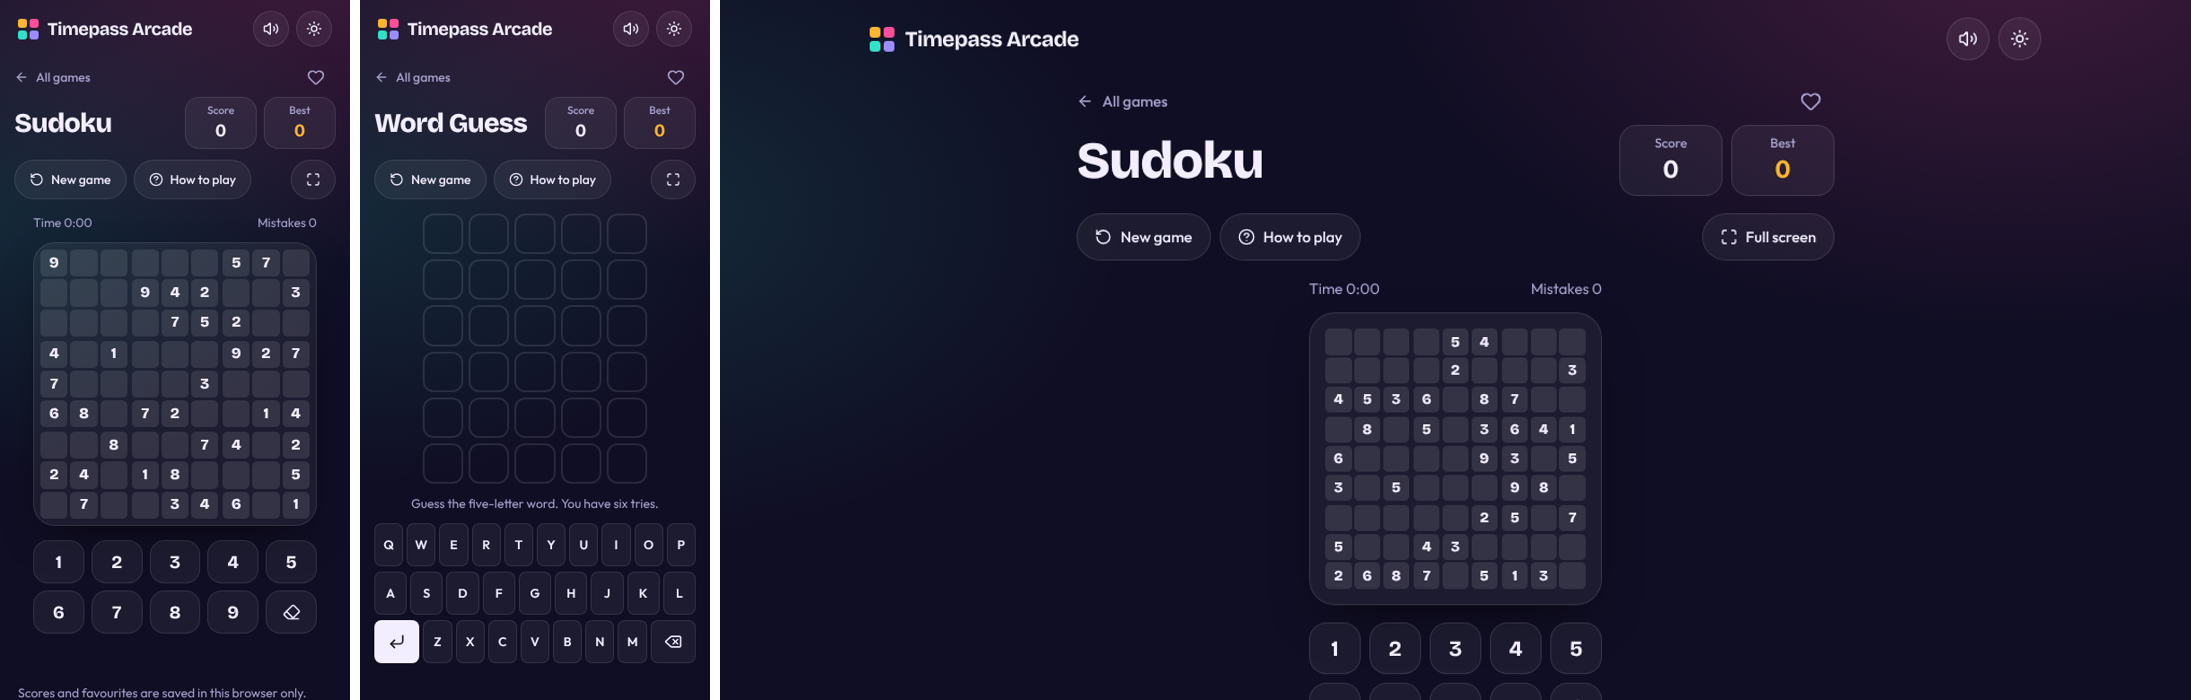 Timepass Arcade
All games
Sudoku
Score
0
Best
0
New game
How to play
Time 0:00
Mistakes 0
9 5 7
9 4 2 3
7 5 2
4 1 9 2 7
7 3
6 8 7 2 1 4
8 7 4 2
2 4 1 8 5
7 3 4 6 1
1 2 3 4 5
6 7 8 9
Scores and favourites are saved in this browser only.
Timepass Arcade
All games
Word Guess
Score
0
Best
0
New game
How to play
Guess the five-letter word. You have six tries.
Q W E R T Y U I O P
A S D F G H J K L
Z X C V B N M
Timepass Arcade
All games
Sudoku
Score
0
Best
0
New game
How to play
Full screen
Time 0:00
Mistakes 0
5 4
2 3
4 5 3 6 8 7
8 5 3 6 4 1
6 9 3 5
3 5 9 8
2 5 7
5 4 3
2 6 8 7 5 1 3
1 2 3 4 5